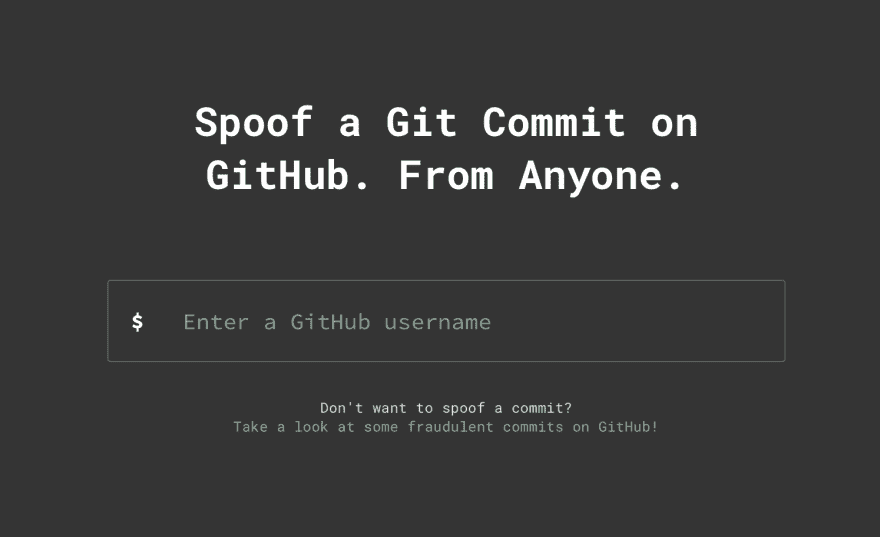 Spoof a Git Commit on
GitHub. From Anyone.
$ Enter a GitHub username
Don't want to spoof a commit?
Take a look at some fraudulent commits on GitHub!